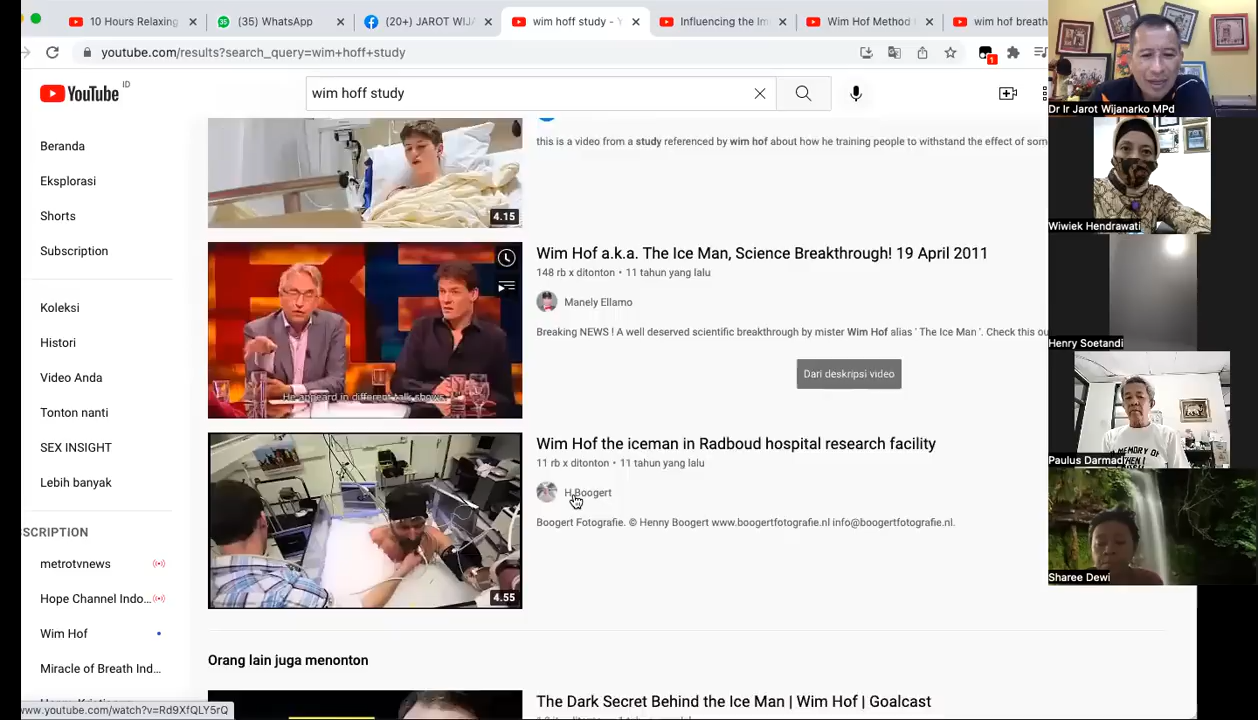 10 Hours Relaxing
(35) WhatsApp
(20+) JAROT WIJA
wim hoff study - Y
Influencing the Im
Wim Hof Method
wim hof breath
youtube.com/results?search_query=wim+hoff+study
1
YouTube ID
wim hoff study
Beranda
Eksplorasi
Shorts
Subscription
Koleksi
Histori
Video Anda
Tonton nanti
SEX INSIGHT
Lebih banyak
SCRIPTION
metrotvnews
Hope Channel Indo...
Wim Hof
Miracle of Breath Ind...
www.youtube.com/watch?v=Rd9XfQLY5rQ
4.15
this is a video from a study referenced by wim hof about how he training people to withstand the effect of som
He appeared in different talk shows
Wim Hof a.k.a. The Ice Man, Science Breakthrough! 19 April 2011
148 rb x ditonton • 11 tahun yang lalu
Manely Ellamo
Breaking NEWS ! A well deserved scientific breakthrough by mister Wim Hof alias ' The Ice Man '. Check this ou
Dari deskripsi video
4.55
Wim Hof the iceman in Radboud hospital research facility
11 rb x ditonton • 11 tahun yang lalu
H Boogert
Boogert Fotografie. © Henny Boogert www.boogertfotografie.nl info@boogertfotografie.nl.
Orang lain juga menonton
The Dark Secret Behind the Ice Man | Wim Hof | Goalcast
Dr Ir Jarot Wijanarko MPd
Wiwiek Hendrawati
Henry Soetandi
Paulus Darmad
Sharee Dewi